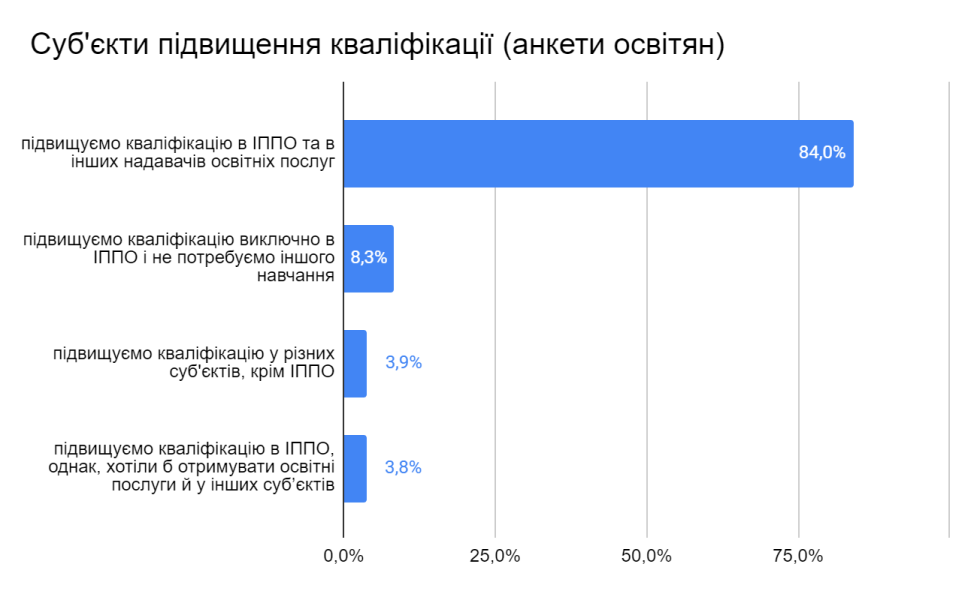 Суб'єкти підвищення кваліфікації (анкети освітян)
підвищуємо кваліфікацію в ІППО та в
інших надавачів освітніх послуг
84,0%
підвищуємо кваліфікацію виключно в
ІППО і не потребуємо іншого
навчання
8,3%
підвищуємо кваліфікацію у різних
суб'єктів, крім ІППО
3,9%
підвищуємо кваліфікацію в ІППО,
однак, хотіли б отримувати освітні
послуги й у інших суб’єктів
3,8%
0,0%
25,0%
50,0%
75,0%